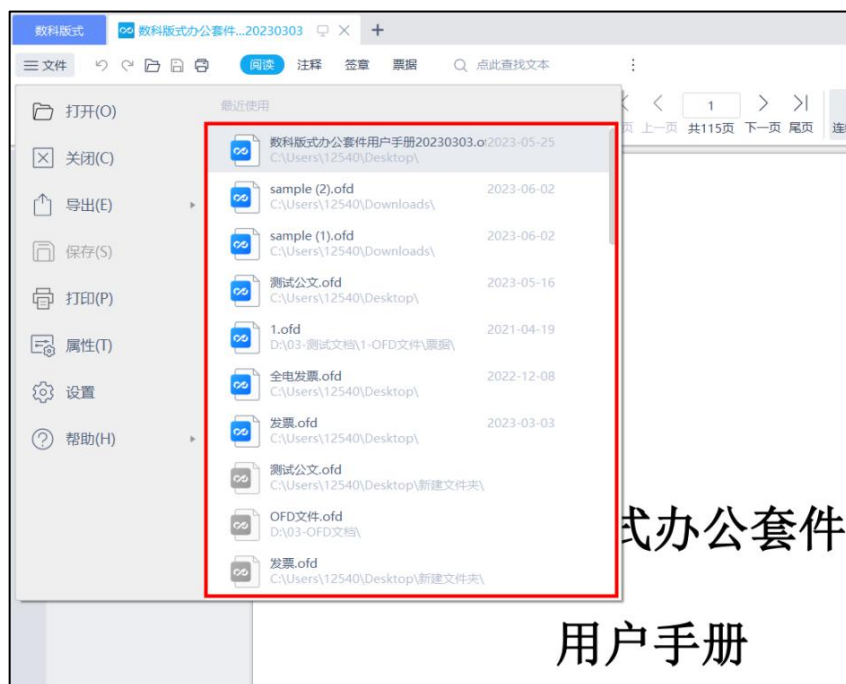 数科版式
数科版式办公套件...20230303
文件
阅读 注释 签章 票据 点此查找文本
打开(O)
关闭(C)
导出(E)
保存(S)
打印(P)
属性(T)
设置
帮助(H)
最近使用
数科版式办公套件用户手册20230303.of 2023-05-25
C:\Users\12540\Desktop\
sample (2).ofd 2023-06-02
C:\Users\12540\Downloads\
sample (1).ofd 2023-06-02
C:\Users\12540\Downloads\
测试公文.ofd 2023-05-16
C:\Users\12540\Desktop\
1.ofd 2021-04-19
D:\03-测试文档\1-OFD文件\票据\
全电发票.ofd 2022-12-08
C:\Users\12540\Desktop\
发票.ofd 2023-03-03
C:\Users\12540\Desktop\
测试公文.ofd
C:\Users\12540\Desktop\新建文件夹\
OFD文件.ofd
D:\03-OFD文档\
发票.ofd
C:\Users\12540\Desktop\新建文件夹\
1
页 上一页 共115页 下一页 尾页 连
式办公套件
用户手册